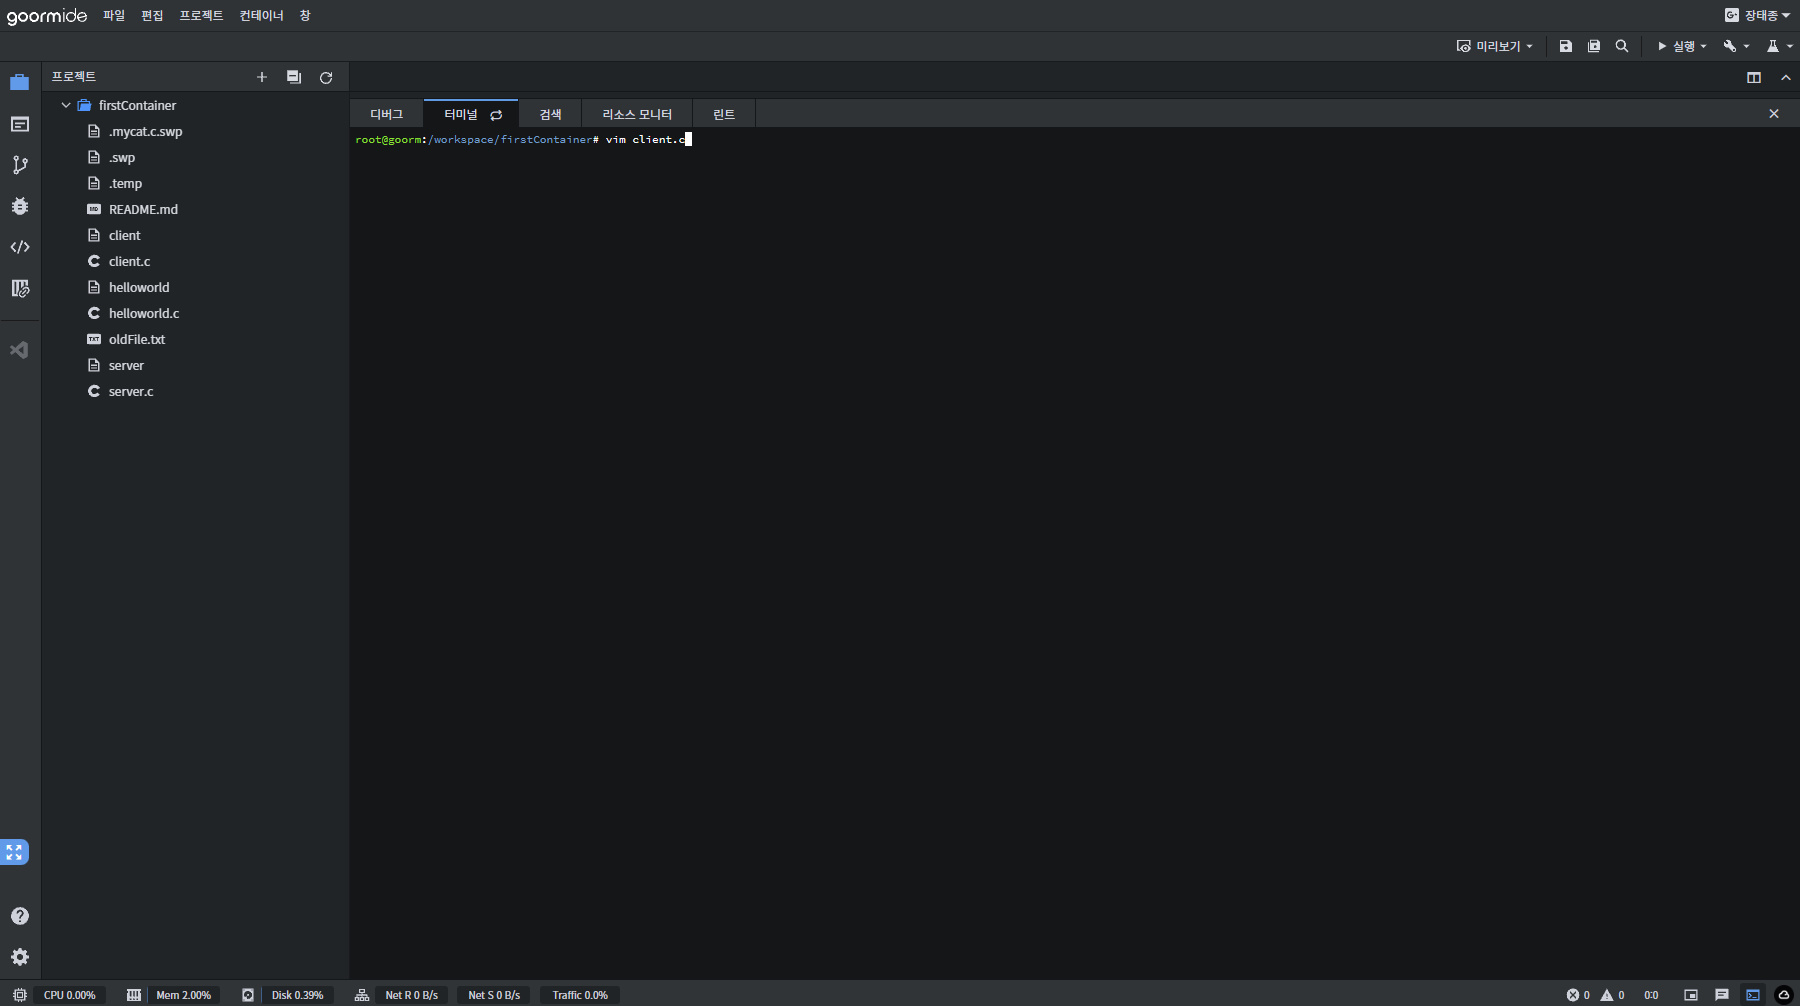 goormide 파일 편집 프로젝트 컨테이너 창 G+ 장태종
미리보기 실행
프로젝트
firstContainer
.mycat.c.swp
.swp
.temp
MD README.md
client
C client.c
helloworld
C helloworld.c
TXT oldFile.txt
server
C server.c
디버그 터미널 검색 리소스 모니터 린트
root@goorm:/workspace/firstContainer# vim client.c
CPU 0.00% Mem 2.00% Disk 0.39% Net R 0 B/s Net S 0 B/s Traffic 0.0% 0 0 0:0